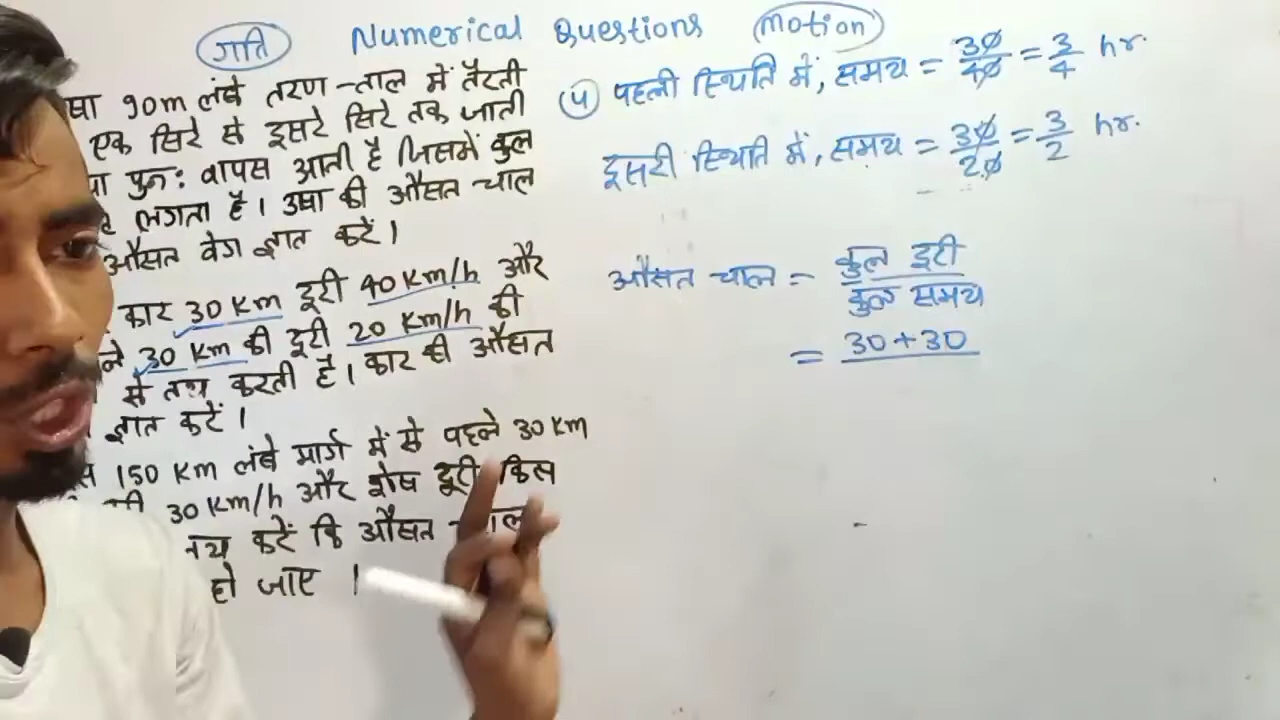 गति Numerical Questions (motion)
90m लंबे तरण-ताल में तैरती
एक सिरे से दूसरे सिरे तक जाती
पुन: वापस आती है जिसमें कुल
लगता है। उषा की औसत चाल
औसत वेग ज्ञात करें।
कार 30 Km दूरी 40 Km/h और
30 Km की दूरी 20 Km/h की
से तय करती है। कार की औसत
ज्ञात करें।
150 Km लंबे मार्ग में से पहले 30 Km
30 Km/h और शेष दूरी किस
करें कि औसत
हो जाए।
(5) पहली स्थिति में, समय = 30/40 = 3/4 hr.
दूसरी स्थिति में, समय = 30/20 = 3/2 hr.
औसत चाल = कुल दूरी / कुल समय
= 30+30